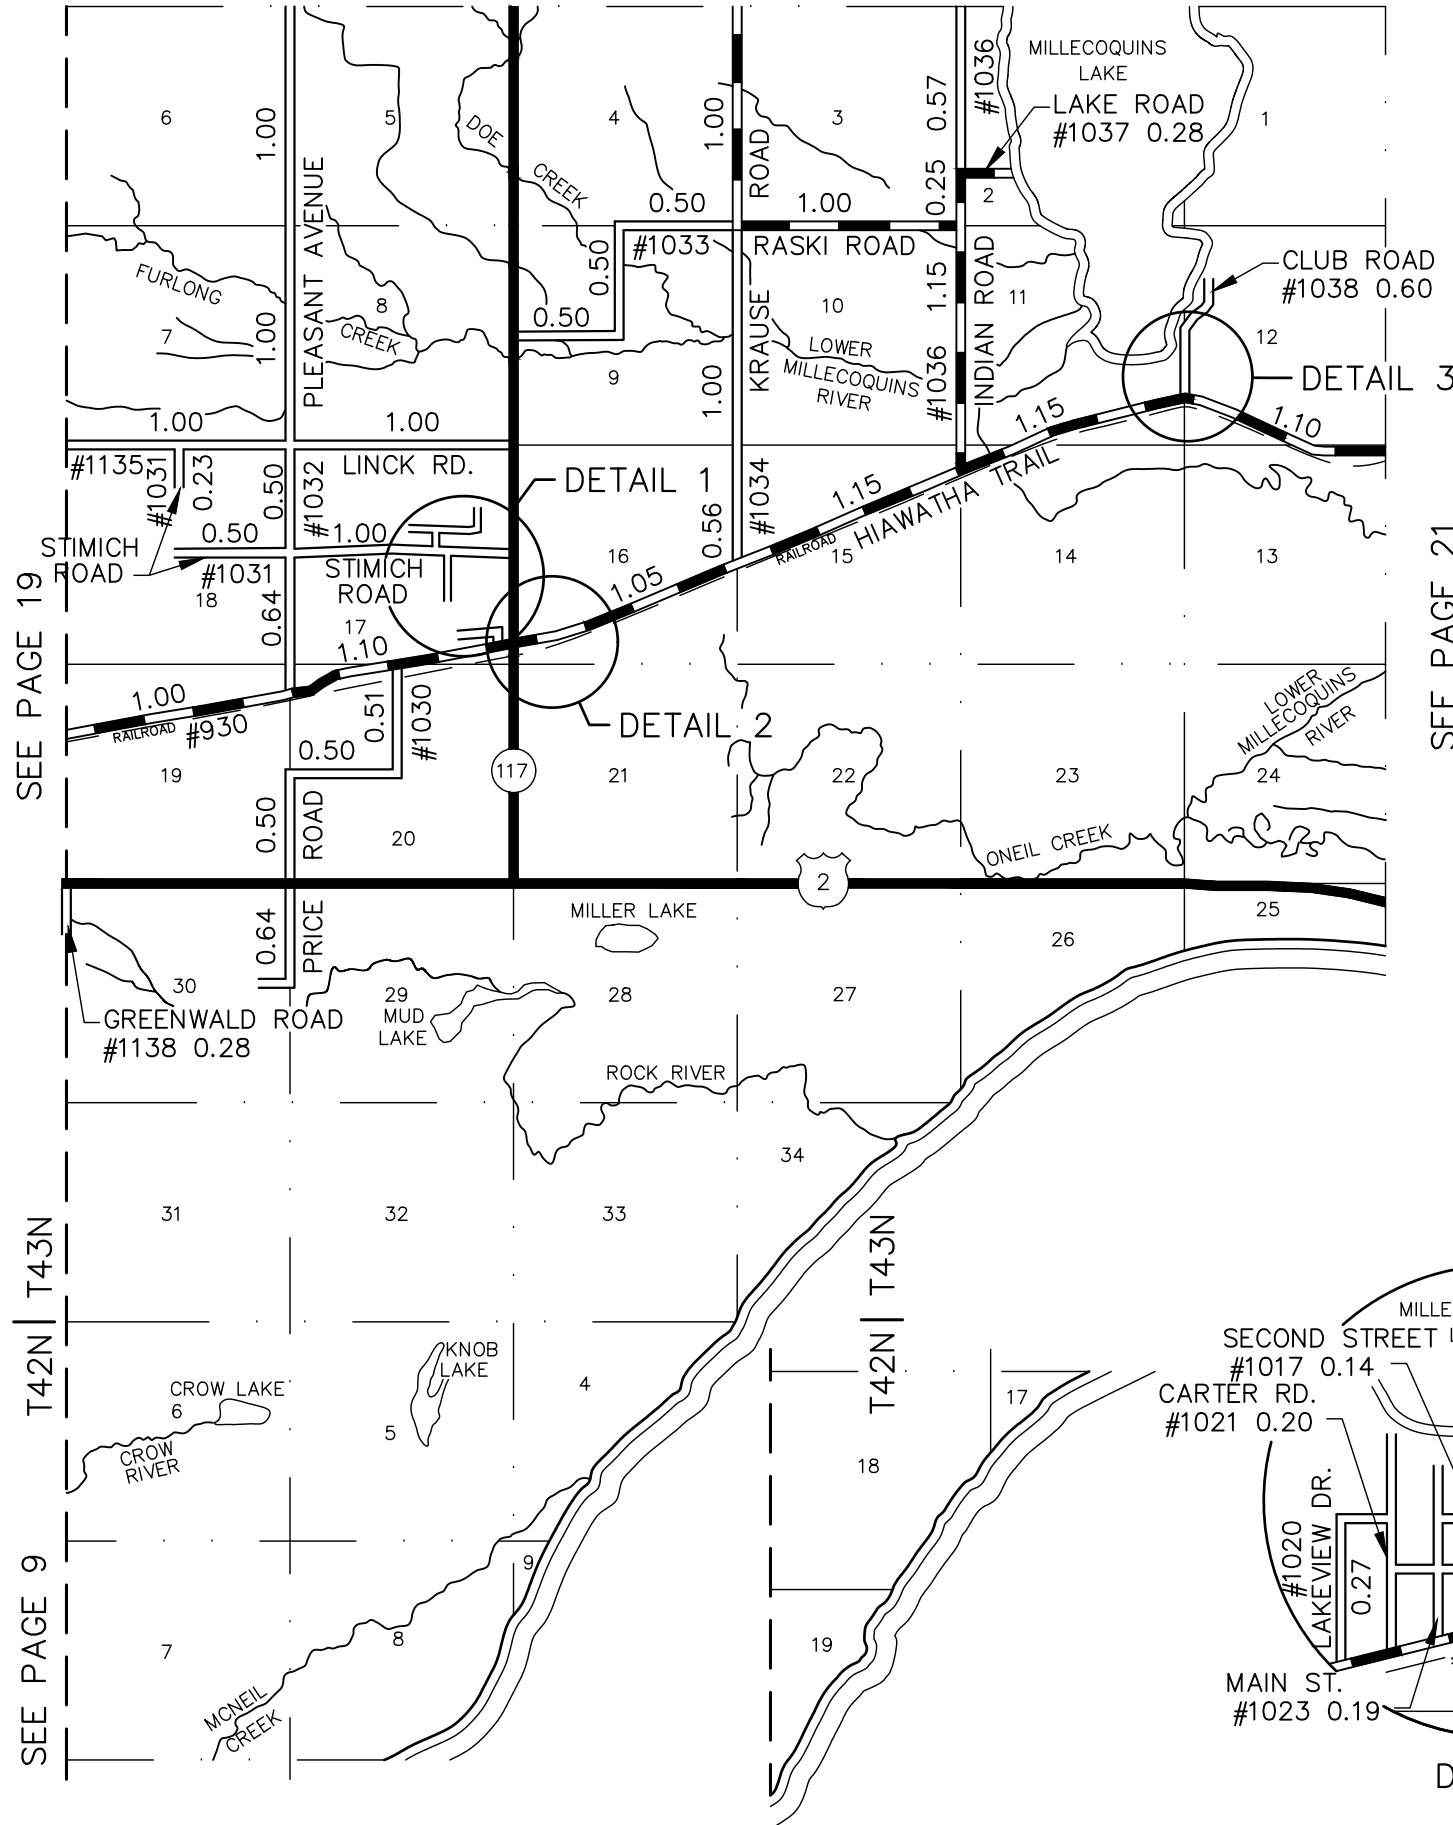 MILLECOQUINS
LAKE
LAKE ROAD
#1037 0.28
#1036
0.57
0.25
1.00
ROAD
1.00
PLEASANT AVENUE
6
5
4
3
2
1
DOE
CREEK
0.50
1.00
#1033
RASKI ROAD
0.50
0.50
CLUB ROAD
#1038 0.60
FURLONG
CREEK
7
8
9
10
11
12
1.00
1.00
KRAUSE
1.15
#1036
INDIAN ROAD
LOWER
MILLECOQUINS
RIVER
DETAIL 3
1.00
1.00
1.15
1.10
#1135
LINCK RD.
#1031
0.23
0.50
#1032
DETAIL 1
0.56
#1034
1.15
HIAWATHA TRAIL
RAILROAD
STIMICH
ROAD
0.50
1.00
#1031
STIMICH
ROAD
18
17
16
15
14
13
0.64
1.05
1.10
SEE PAGE 19
SEE PAGE 21
1.00
RAILROAD
#930
0.51
#1030
0.50
DETAIL 2
117
LOWER
MILLECOQUINS
RIVER
19
20
21
22
23
24
0.50
PRICE ROAD
ONEIL CREEK
2
0.64
MILLER LAKE
25
26
27
28
29
30
MUD
LAKE
GREENWALD ROAD
#1138 0.28
ROCK RIVER
31
32
33
34
T42N T43N
T42N T43N
KNOB
LAKE
CROW LAKE
6
5
4
CROW
RIVER
17
18
19
SEE PAGE 9
7
8
9
MCNEIL
CREEK
MILLE
SECOND STREET
#1017 0.14
CARTER RD.
#1021 0.20
#1020
LAKEVIEW DR.
0.27
MAIN ST.
#1023 0.19
D